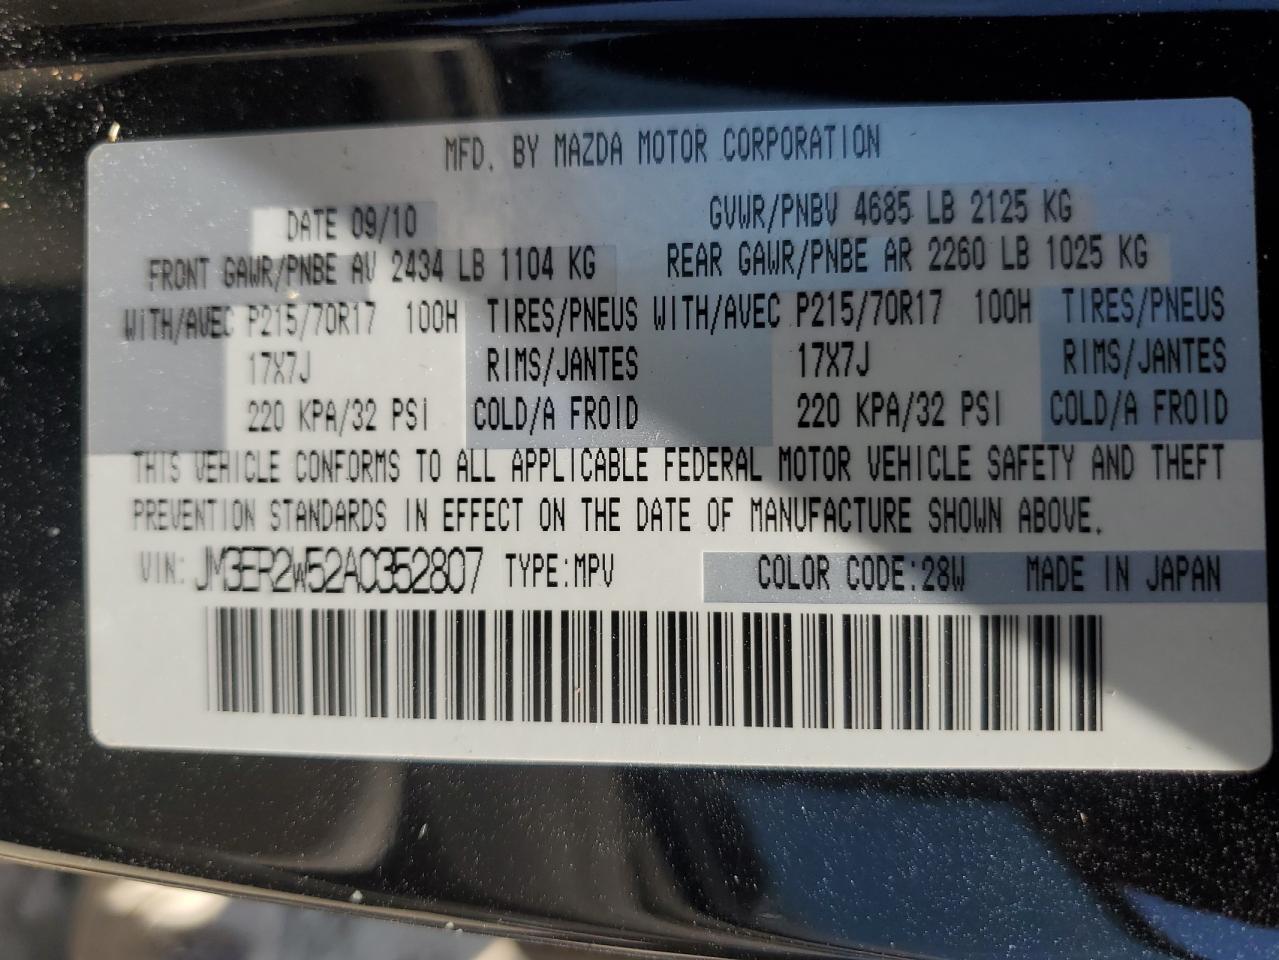 MFD. BY MAZDA MOTOR CORPORATION
DATE 09/10 GVWR/PNBV 4685 LB 2125 KG
FRONT GAWR/PNBE AV 2434 LB 1104 KG REAR GAWR/PNBE AR 2260 LB 1025 KG
WITH/AVEC P215/70R17 100H TIRES/PNEUS WITH/AVEC P215/70R17 100H TIRES/PNEUS
17X7J RIMS/JANTES 17X7J RIMS/JANTES
220 KPA/32 PSI COLD/A FROID 220 KPA/32 PSI COLD/A FROID
THIS VEHICLE CONFORMS TO ALL APPLICABLE FEDERAL MOTOR VEHICLE SAFETY AND THEFT
PREVENTION STANDARDS IN EFFECT ON THE DATE OF MANUFACTURE SHOWN ABOVE.
VIN: JM3ER2W52A0352807 TYPE:MPV COLOR CODE:28W MADE IN JAPAN